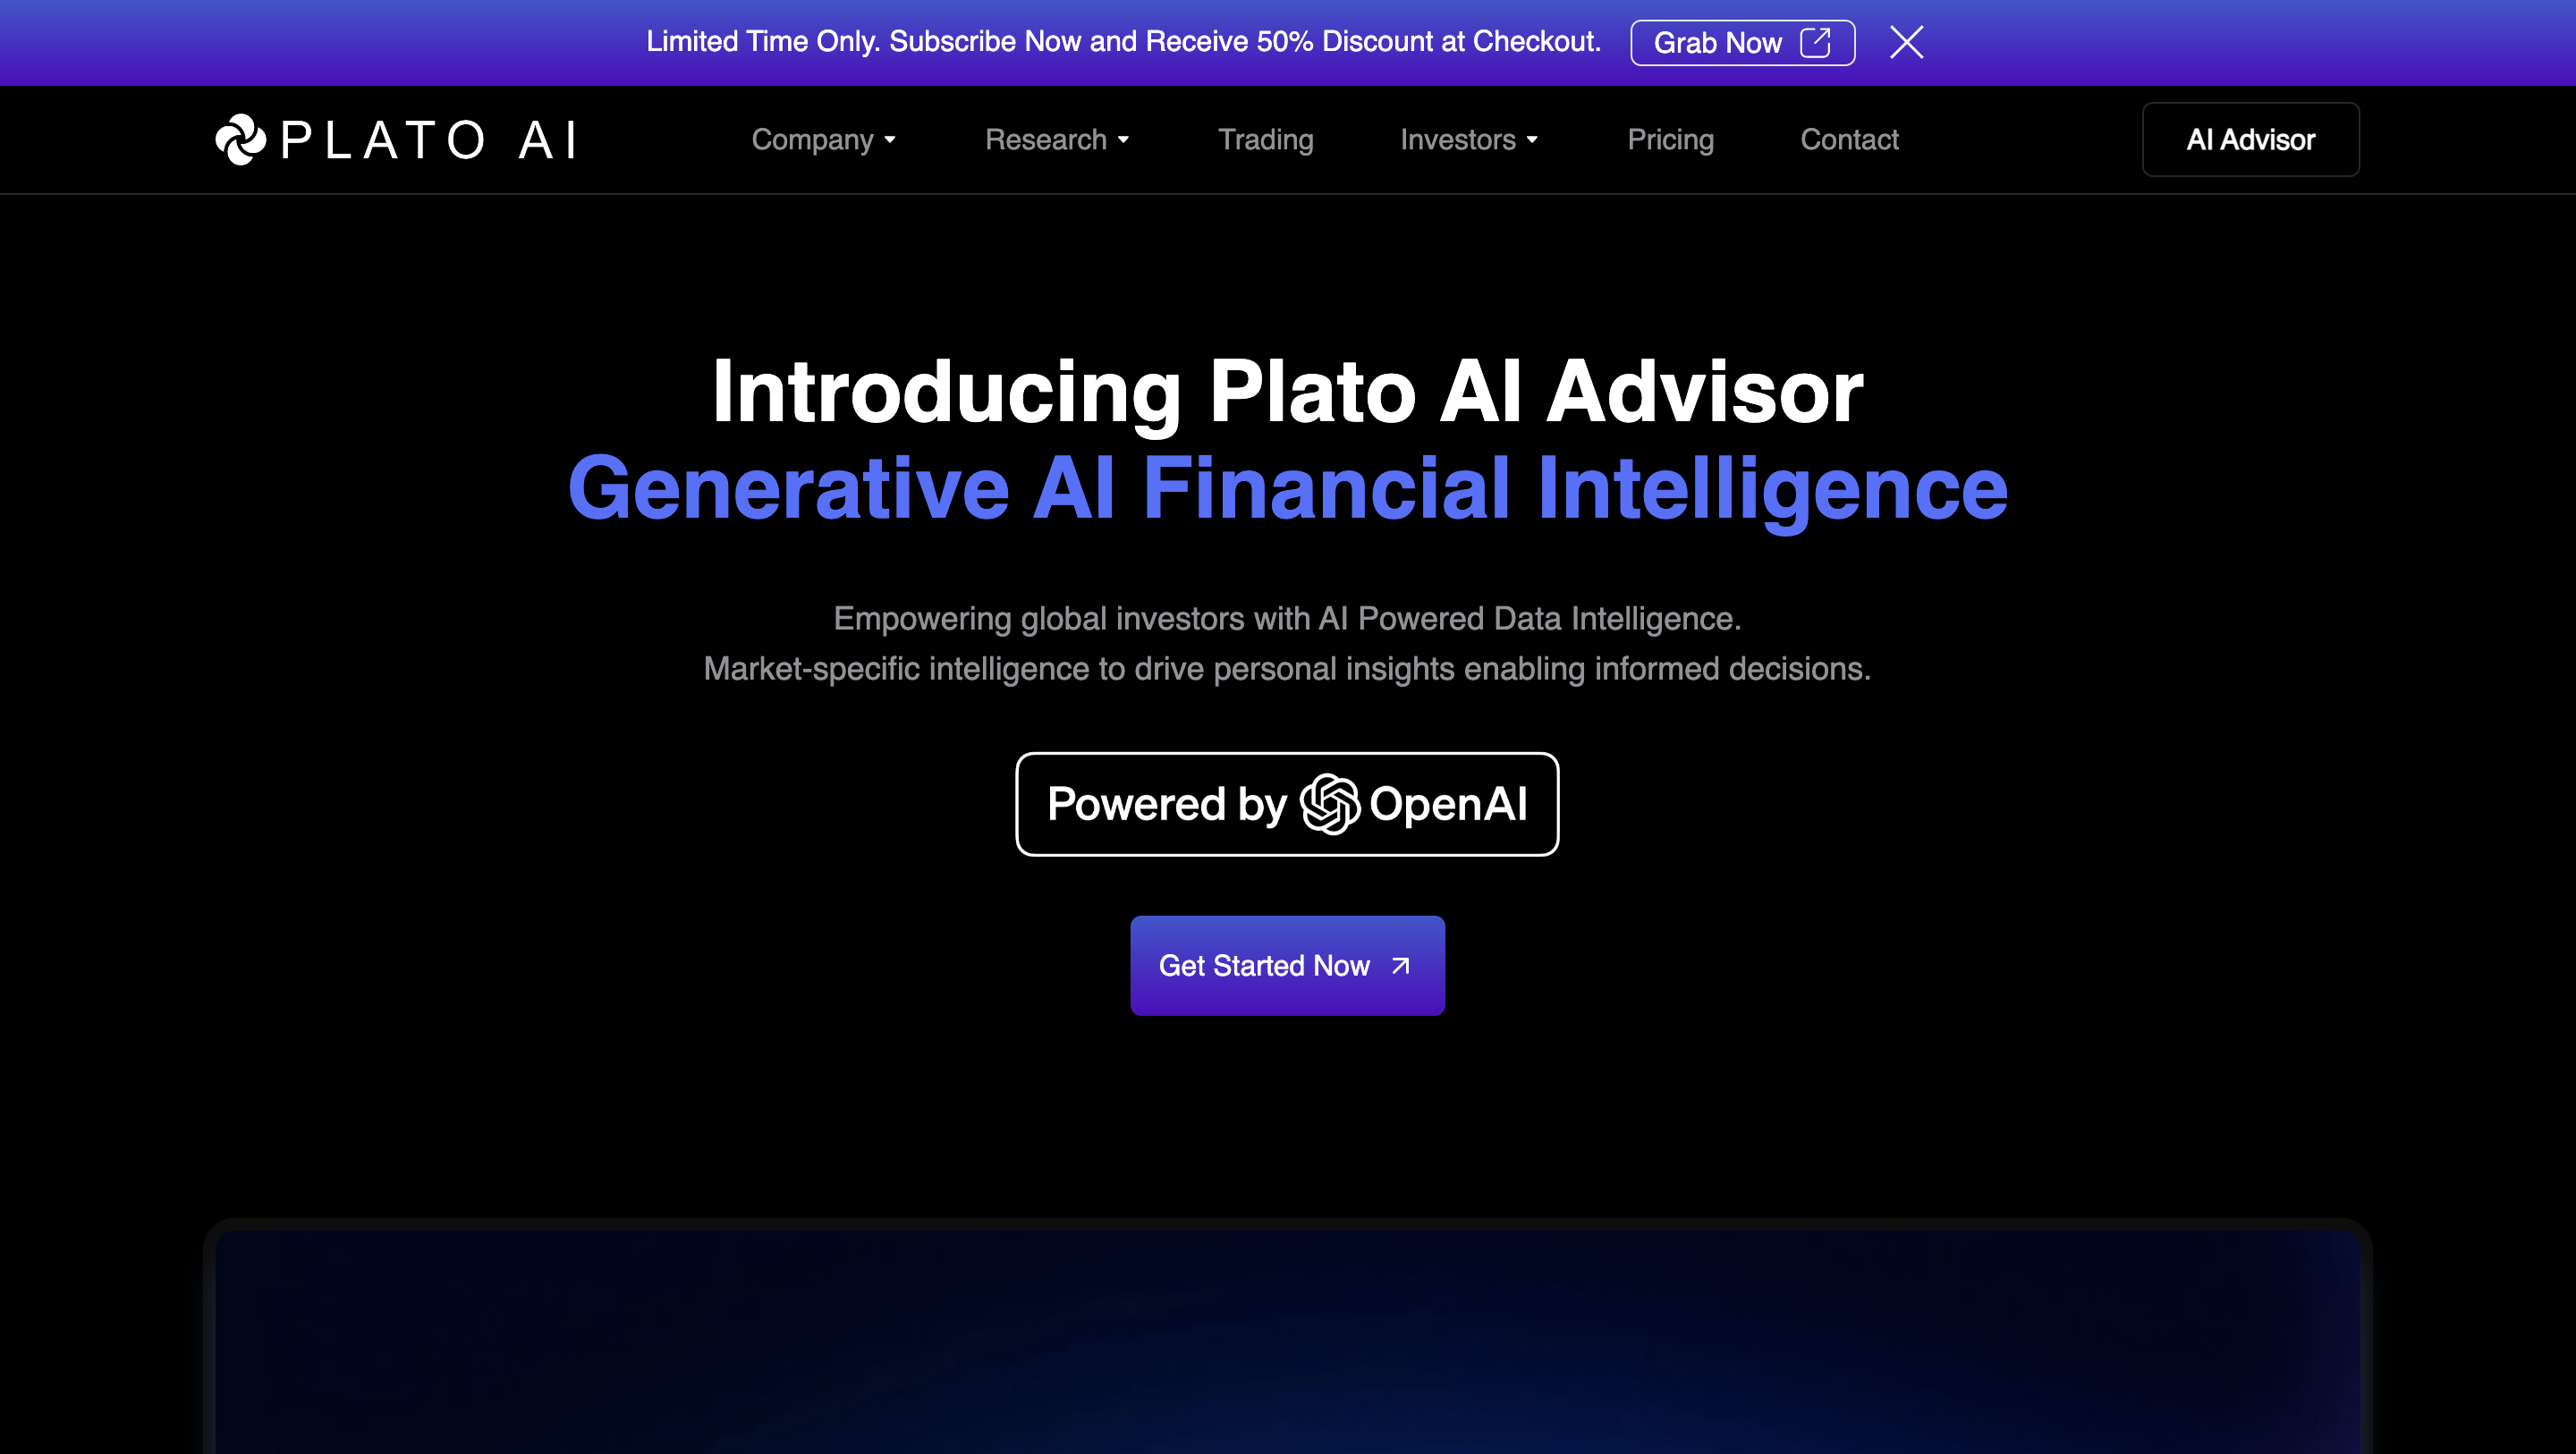 Limited Time Only. Subscribe Now and Receive 50% Discount at Checkout. Grab Now
PLATO AI Company Research Trading Investors Pricing Contact AI Advisor
Introducing Plato AI Advisor
Generative AI Financial Intelligence
Empowering global investors with AI Powered Data Intelligence.
Market-specific intelligence to drive personal insights enabling informed decisions.
Powered by OpenAI
Get Started Now